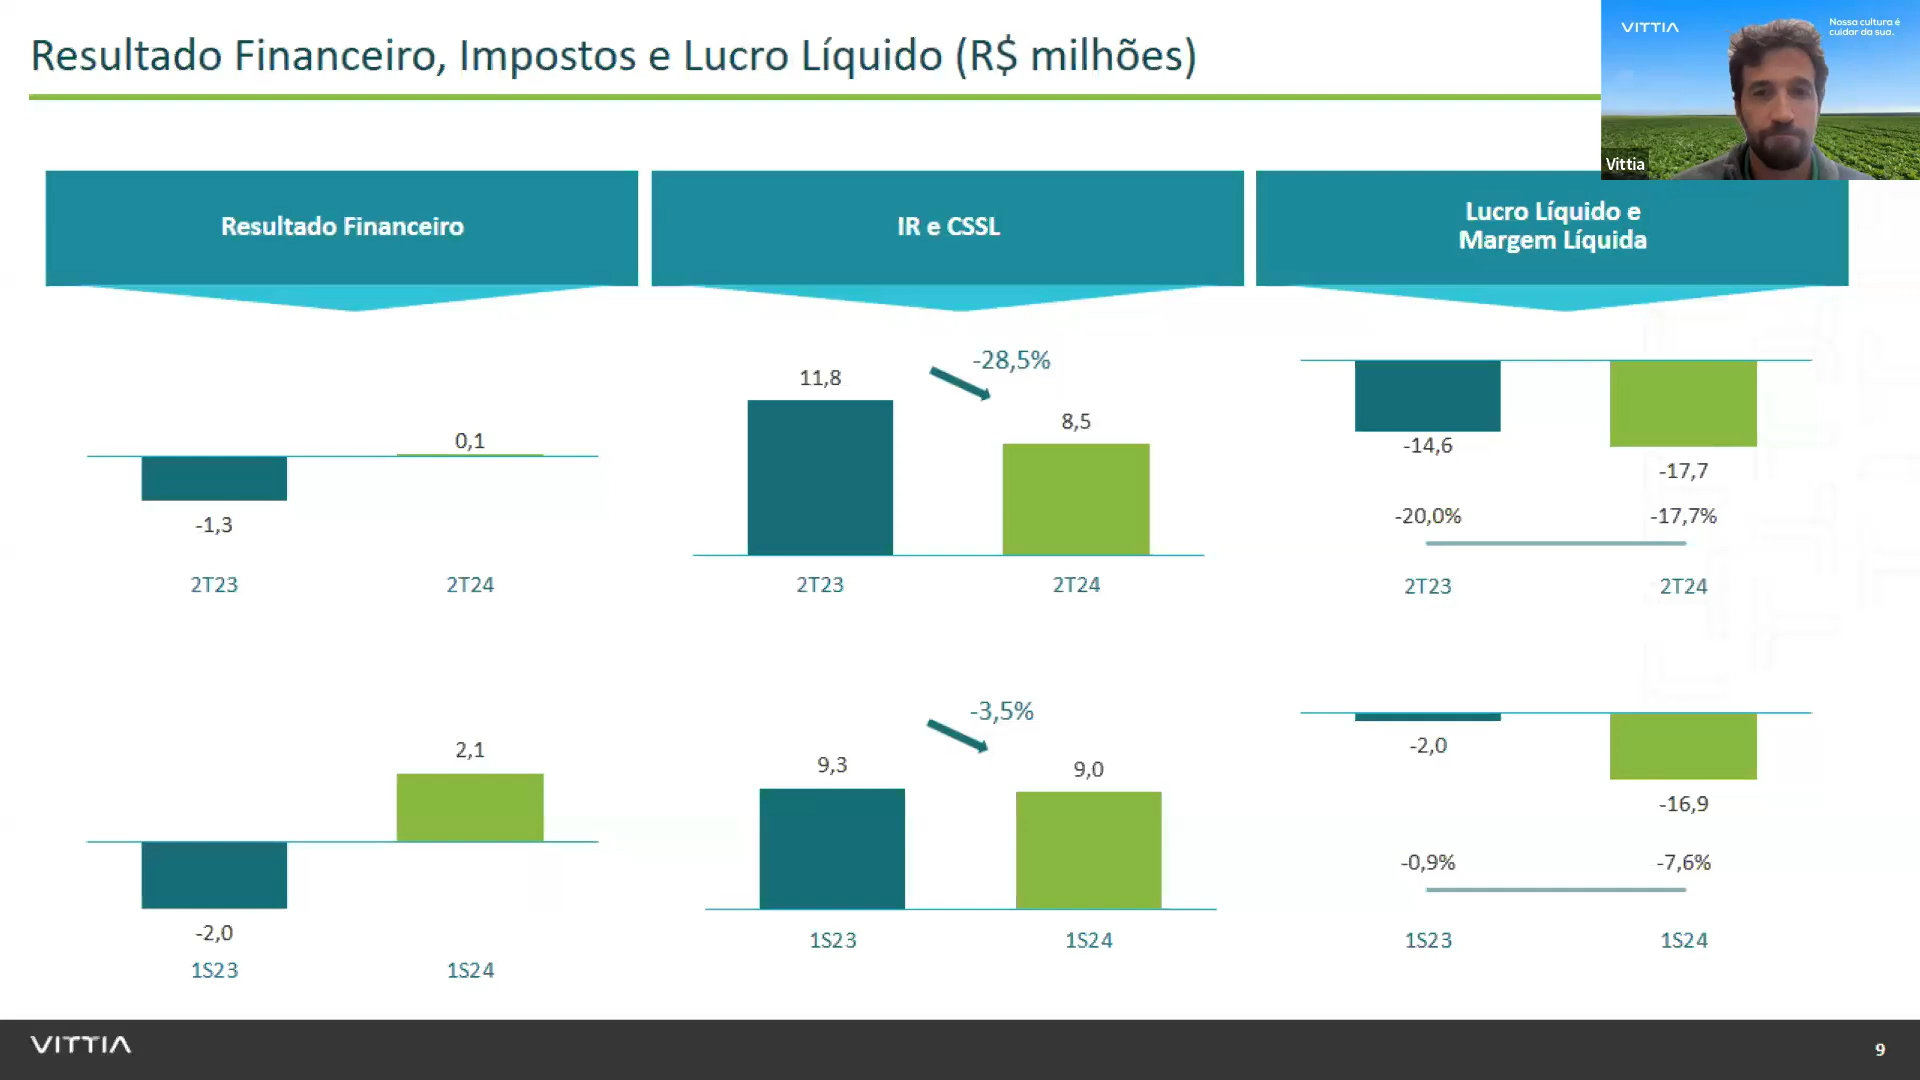 Resultado Financeiro, Impostos e Lucro Líquido (R$ milhões)
VITTIA
Nossa cultura é
cuidar da sua.
Vittia
Resultado Financeiro
IR e CSSL
Lucro Líquido e
Margem Líquida
-1,3
0,1
2T23
2T24
-28,5%
11,8
8,5
2T23
2T24
-14,6
-17,7
-20,0%
-17,7%
2T23
2T24
2,1
-2,0
1S23
1S24
-3,5%
9,3
9,0
1S23
1S24
-2,0
-16,9
-0,9%
-7,6%
1S23
1S24
VITTIA
9